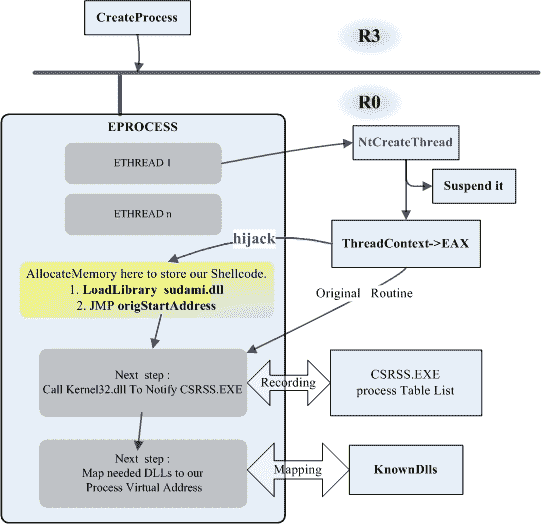 CreateProcess
R3
R0
EPROCESS
ETHREAD 1
NtCreateThread
Suspend it
ETHREAD n
hijack
ThreadContext->EAX
AllocateMemory here to store our Shellcode.
1. LoadLibrary sudami.dll
2. JMP origStartAddress
Original Routine
Next step :
Call Kernel32.dll To Notify CSRSS.EXE
Recording
CSRSS.EXE
process Table List
Next step :
Map needed DLLs to our
Process Virtual Address
Mapping
KnownDlls